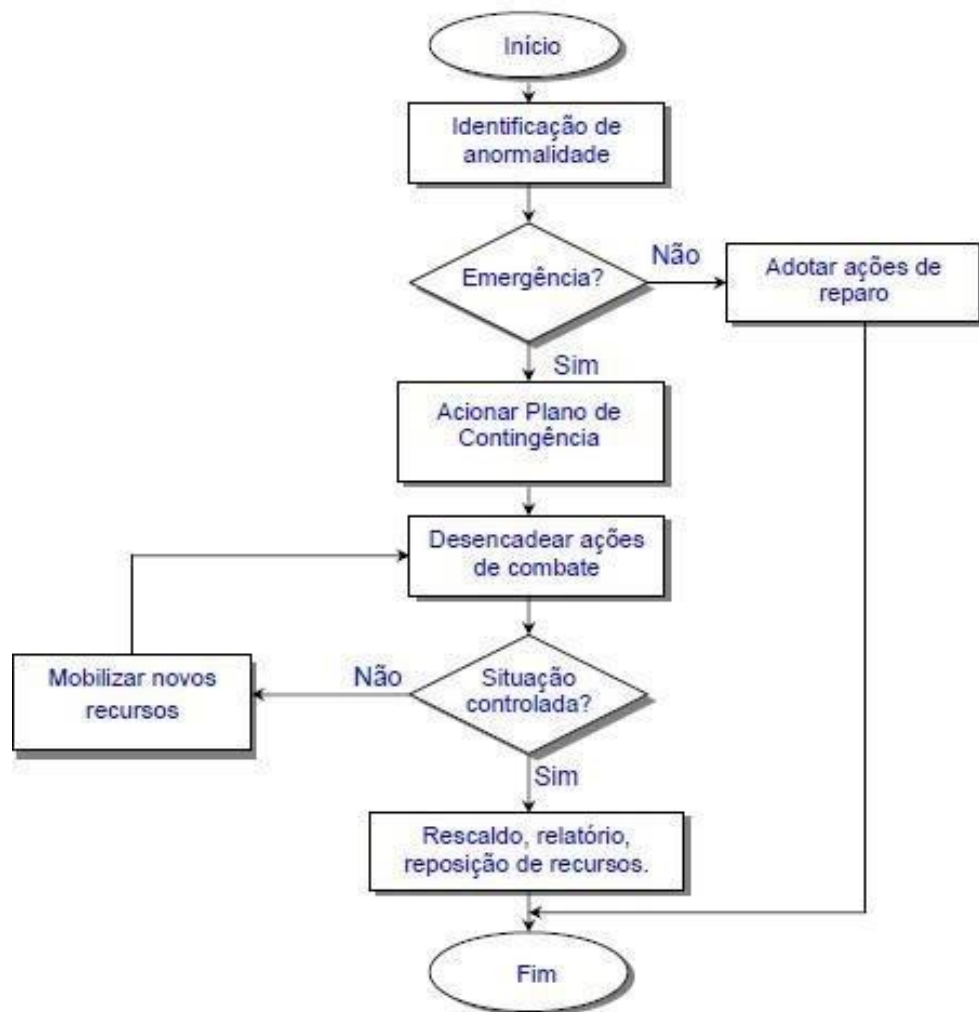 Início
Identificação de
anormalidade
Emergência?
Não
Adotar ações de
reparo
Sim
Acionar Plano de
Contingência
Desencadear ações
de combate
Mobilizar novos
recursos
Não
Situação
controlada?
Sim
Rescaldo, relatório,
reposição de recursos.
Fim